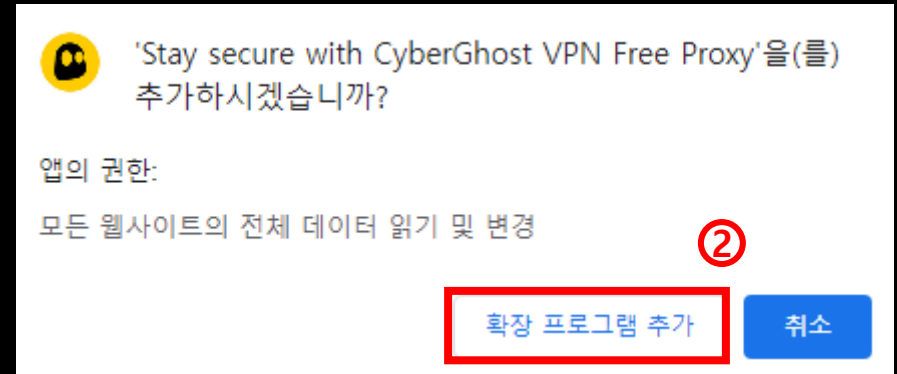 'Stay secure with CyberGhost VPN Free Proxy'을(를)
추가하시겠습니까?
앱의 권한:
모든 웹사이트의 전체 데이터 읽기 및 변경
②
확장 프로그램 추가
취소